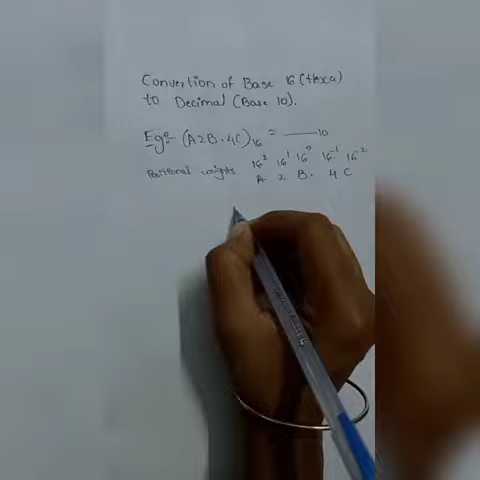 Convertion of Base 16 (Hexa)
to Decimal (Base 10).
Eg:- (A2B.4C)₁₆ = ――10
16² 16¹ 16⁰ 16⁻¹ 16⁻²
Positional weights A 2 B. 4 C